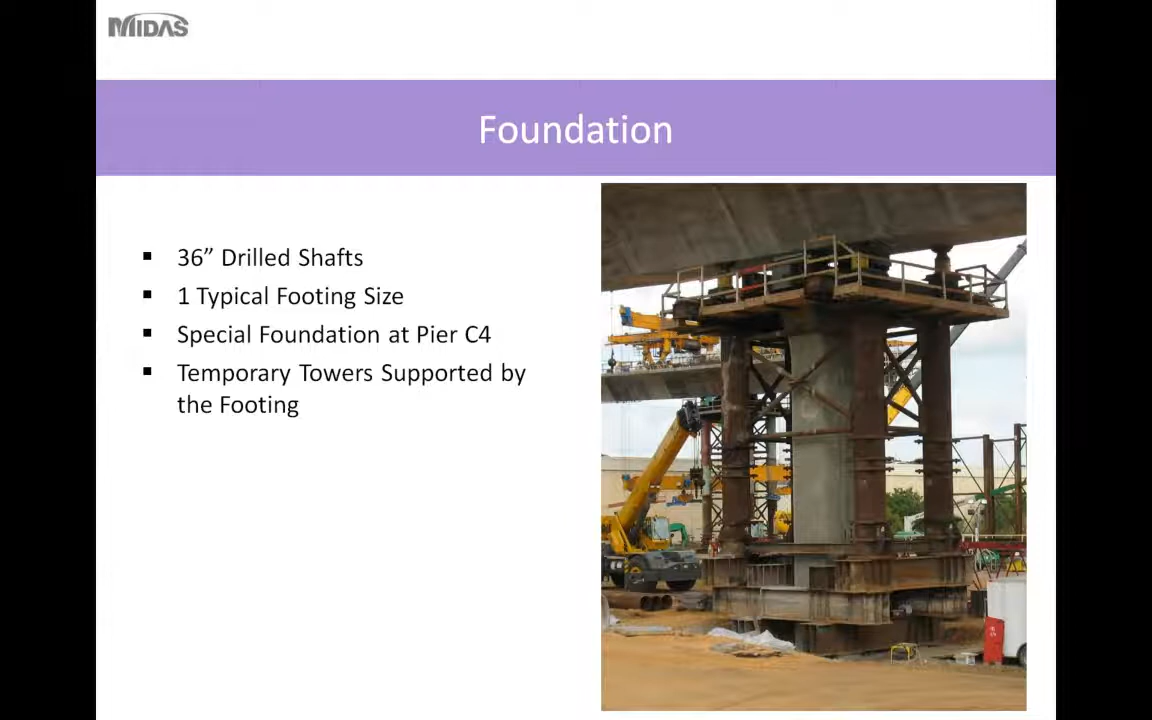 MIDAS
Foundation
36” Drilled Shafts
1 Typical Footing Size
Special Foundation at Pier C4
Temporary Towers Supported by
the Footing